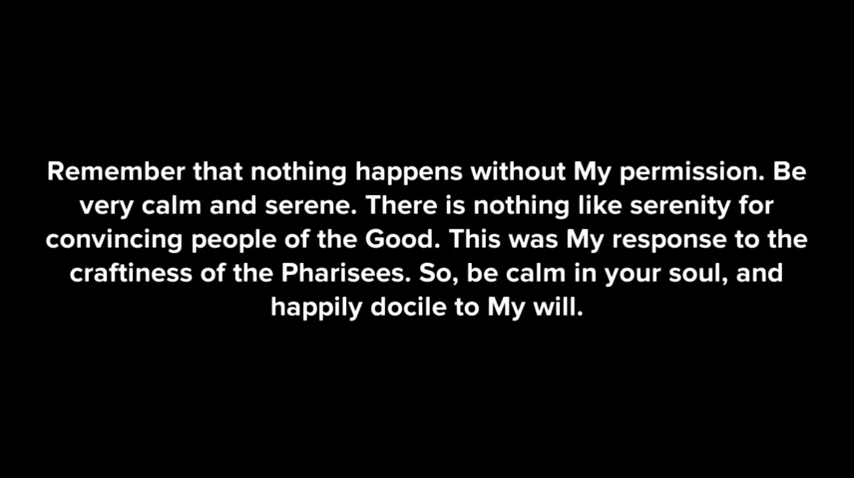 Remember that nothing happens without My permission. Be
very calm and serene. There is nothing like serenity for
convincing people of the Good. This was My response to the
craftiness of the Pharisees. So, be calm in your soul, and
happily docile to My will.